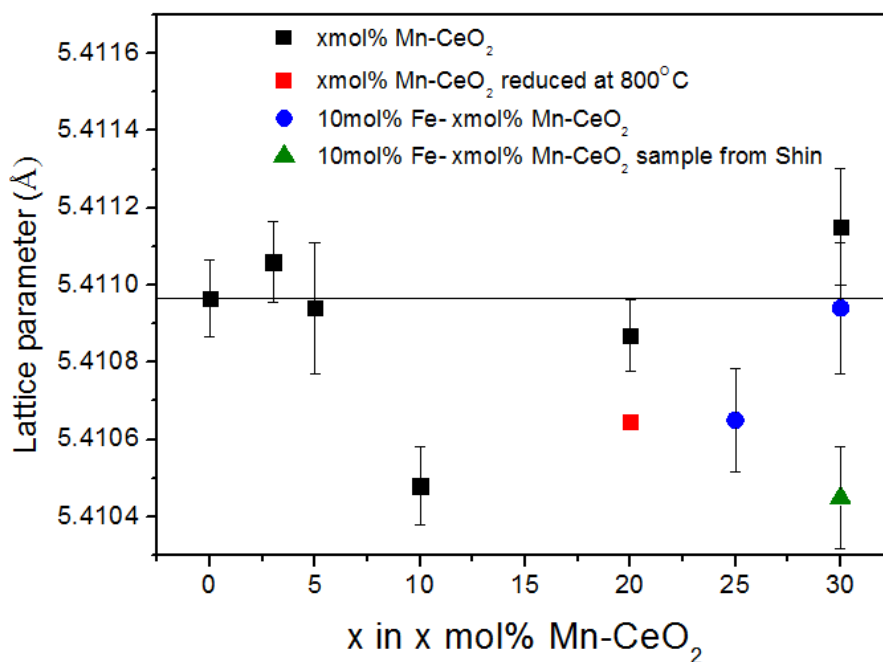 xmol% Mn-CeO₂
xmol% Mn-CeO₂ reduced at 800°C
10mol% Fe- xmol% Mn-CeO₂
10mol% Fe- xmol% Mn-CeO₂ sample from Shin
Lattice parameter (Å)
5.4116
5.4114
5.4112
5.4110
5.4108
5.4106
5.4104
0 5 10 15 20 25 30
x in x mol% Mn-CeO₂